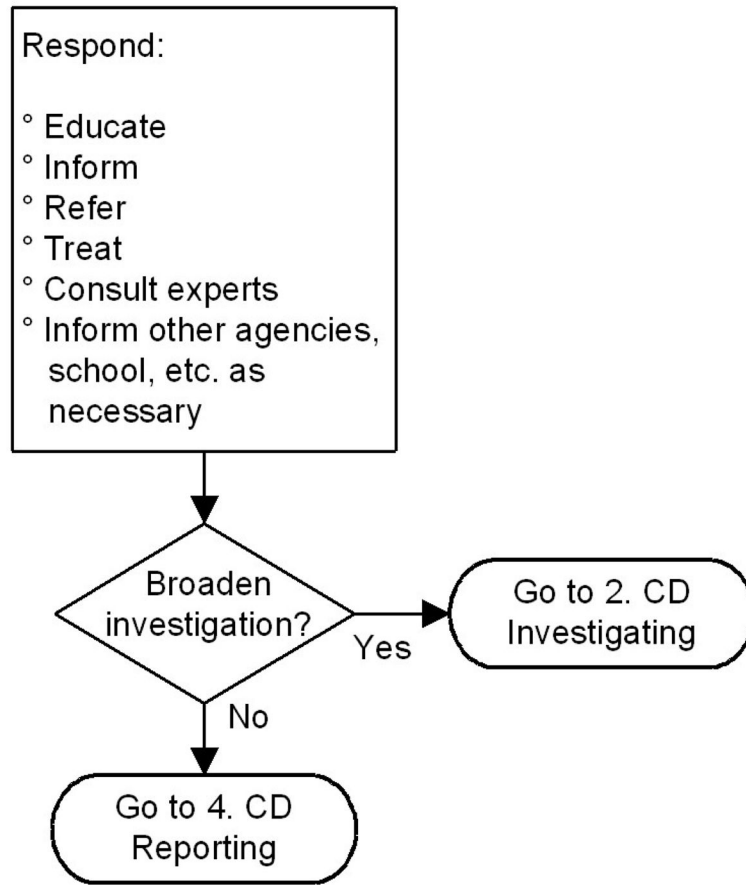 Respond:
° Educate
° Inform
° Refer
° Treat
° Consult experts
° Inform other agencies,
school, etc. as
necessary
Broaden
investigation?
Yes
Go to 2. CD
Investigating
No
Go to 4. CD
Reporting